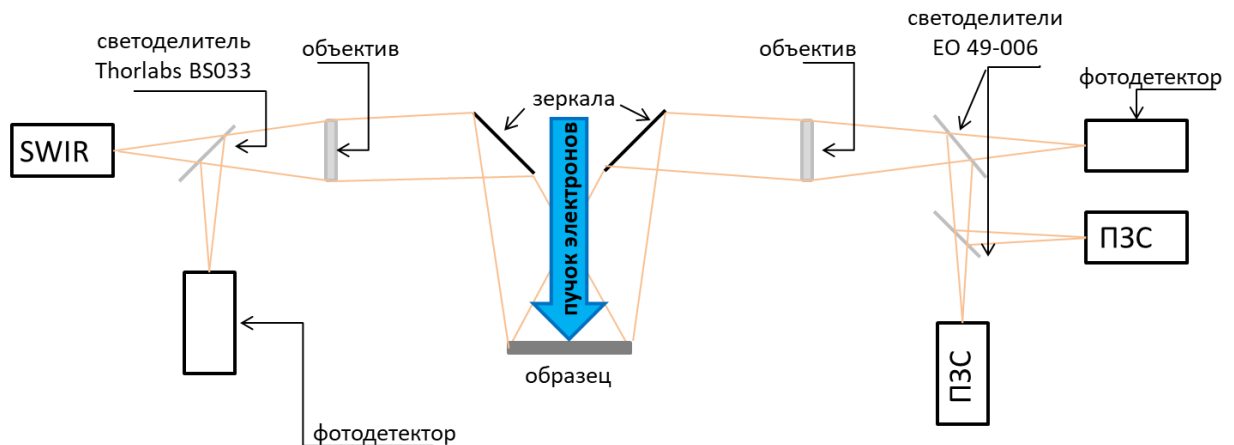 светоделитель
Thorlabs BS033
объектив
зеркала
объектив
светоделители
EO 49-006
фотодетектор
SWIR
пучок электронов
ПЗС
ПЗС
образец
фотодетектор